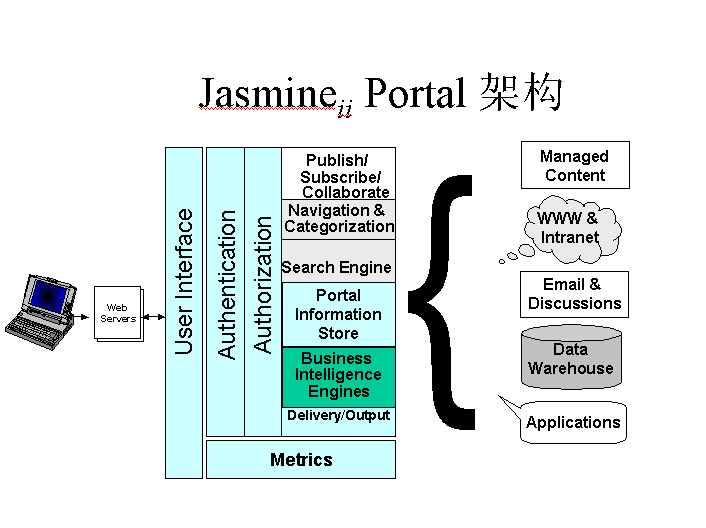 Jasmineii Portal 架构
Web
Servers
User Interface
Authentication
Authorization
Publish/
Subscribe/
Collaborate
Navigation &
Categorization
Search Engine
Portal
Information
Store
Business
Intelligence
Engines
Delivery/Output
Metrics
{
Managed
Content
WWW &
Intranet
Email &
Discussions
Data
Warehouse
Applications